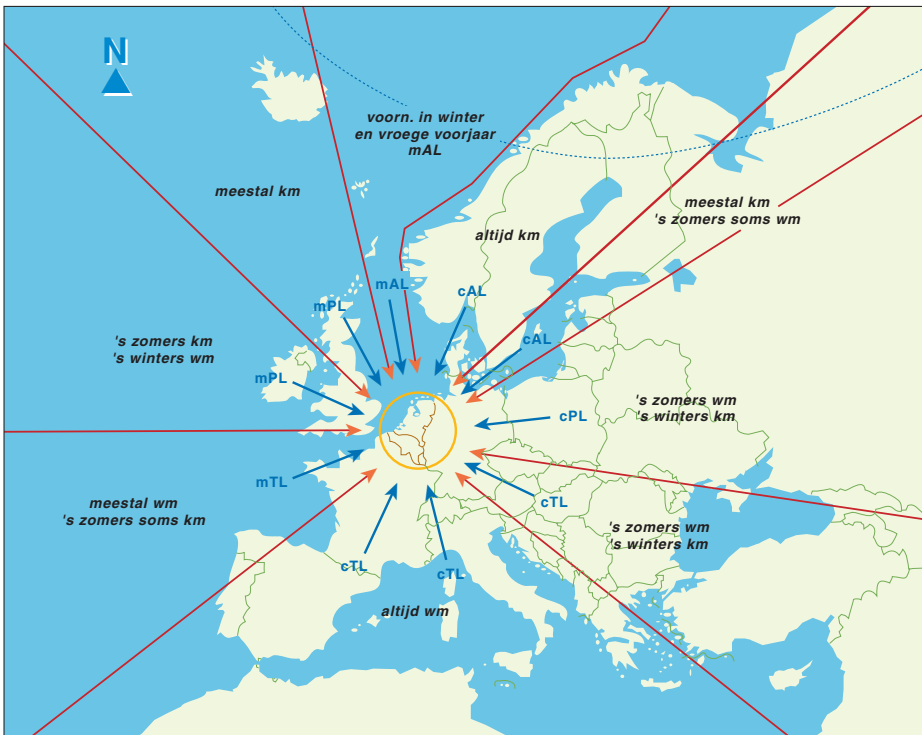 N
voorn. in winter
en vroege voorjaar
mAL
meestal km
meestal km
's zomers soms wm
altijd km
mAL
cAL
mPL
cAL
's zomers km
's winters wm
mPL
's zomers wm
's winters km
cPL
mTL
cTL
meestal wm
's zomers soms km
's zomers wm
's winters km
cTL
cTL
altijd wm